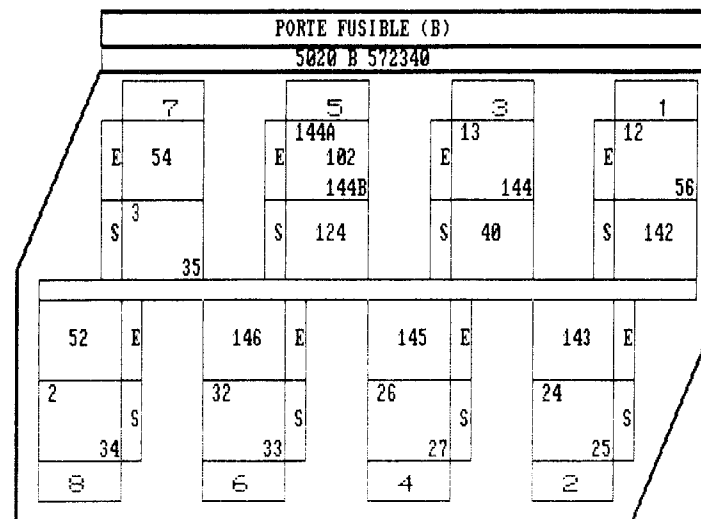 PORTE FUSIBLE (B)
5020 B 572340
7 5 3 1
144A 13 12
E 54 E 102 E E
144B 144 56
3
S S 124 S 40 S 142
35
52 E 146 E 145 E 143 E
2 32 26 24
S S S S
34 33 27 25
8 6 4 2